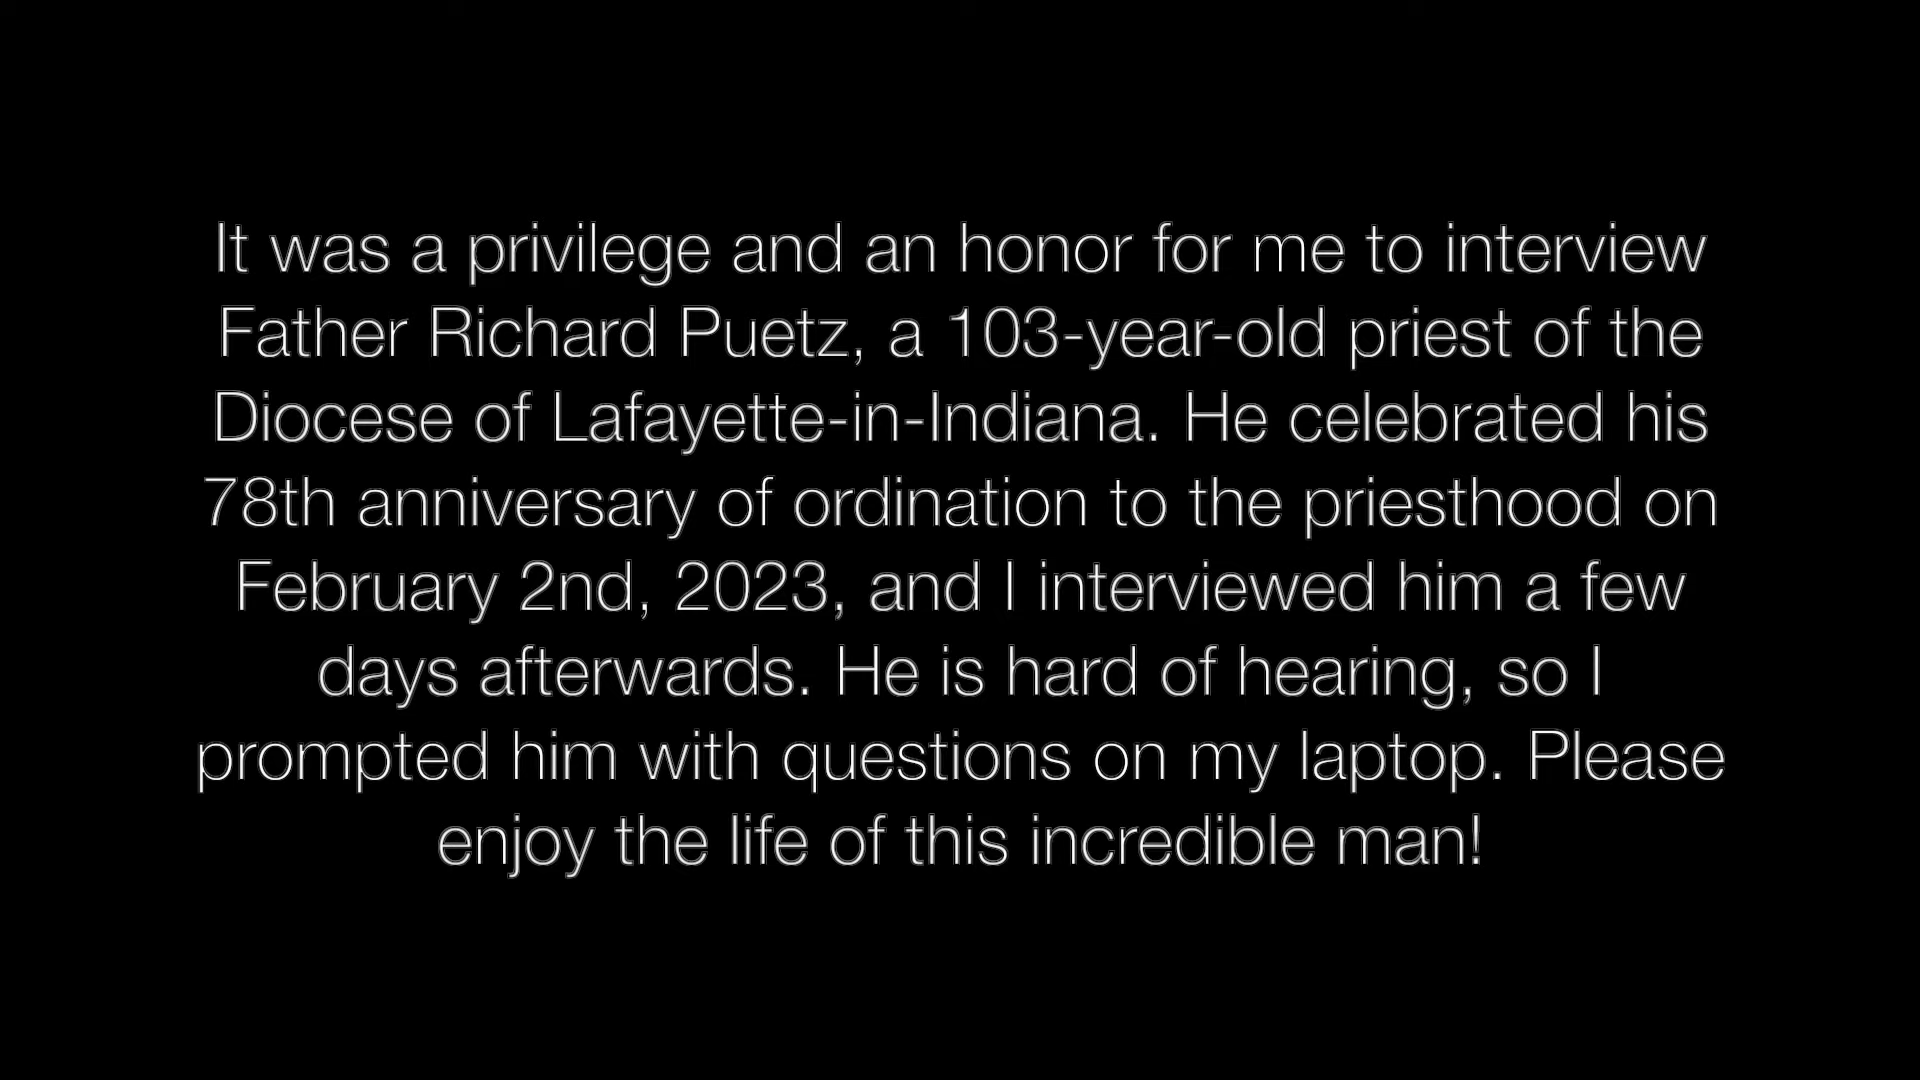 It was a privilege and an honor for me to interview
Father Richard Puetz, a 103-year-old priest of the
Diocese of Lafayette-in-Indiana. He celebrated his
78th anniversary of ordination to the priesthood on
February 2nd, 2023, and I interviewed him a few
days afterwards. He is hard of hearing, so I
prompted him with questions on my laptop. Please
enjoy the life of this incredible man!